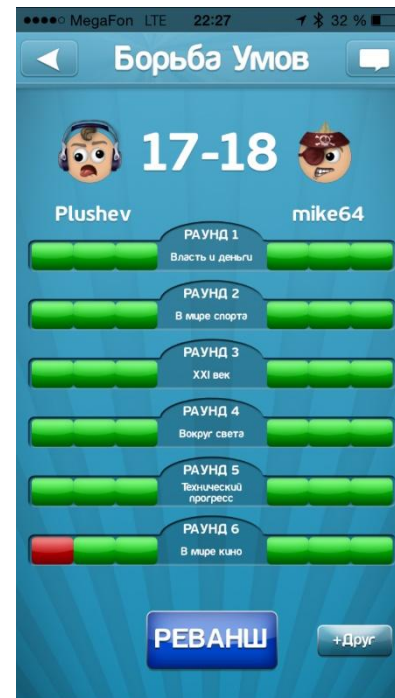 MegaFon LTE 22:27 32 %
Борьба Умов
17-18
Plushev mike64
РАУНД 1
Власть и деньги
РАУНД 2
В мире спорта
РАУНД 3
XXI век
РАУНД 4
Вокруг света
РАУНД 5
Технический
прогресс
РАУНД 6
В мире кино
РЕВАНШ +Друг